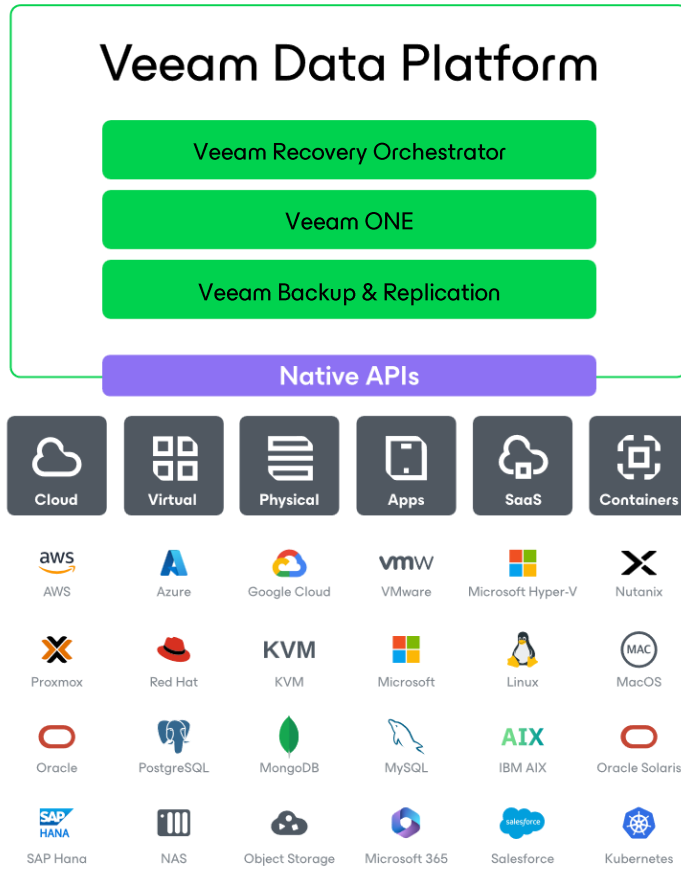 Veeam Data Platform
Veeam Recovery Orchestrator
Veeam ONE
Veeam Backup & Replication
Native APIs
Cloud
Virtual
Physical
Apps
SaaS
Containers
aws
vmw
AWS
Azure
Google Cloud
VMware
Microsoft Hyper-V
Nutanix
KVM
MAC
Proxmox
Red Hat
KVM
Microsoft
Linux
MacOS
AIX
Oracle
PostgreSQL
MongoDB
MySQL
IBM AIX
Oracle Solaris
SAP
HANA
salesforce
SAP Hana
NAS
Object Storage
Microsoft 365
Salesforce
Kubernetes